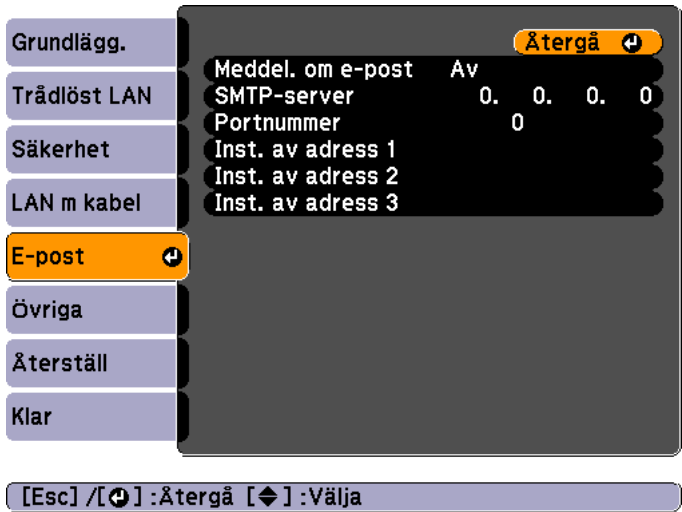 Grundlägg.
Trådlöst LAN
Säkerhet
LAN m kabel
E-post
Övriga
Återställ
Klar
Återgå
Meddel. om e-post Av
SMTP-server 0. 0. 0. 0
Portnummer 0
Inst. av adress 1
Inst. av adress 2
Inst. av adress 3
[Esc] /[⏎] :Återgå [◆] :Välja